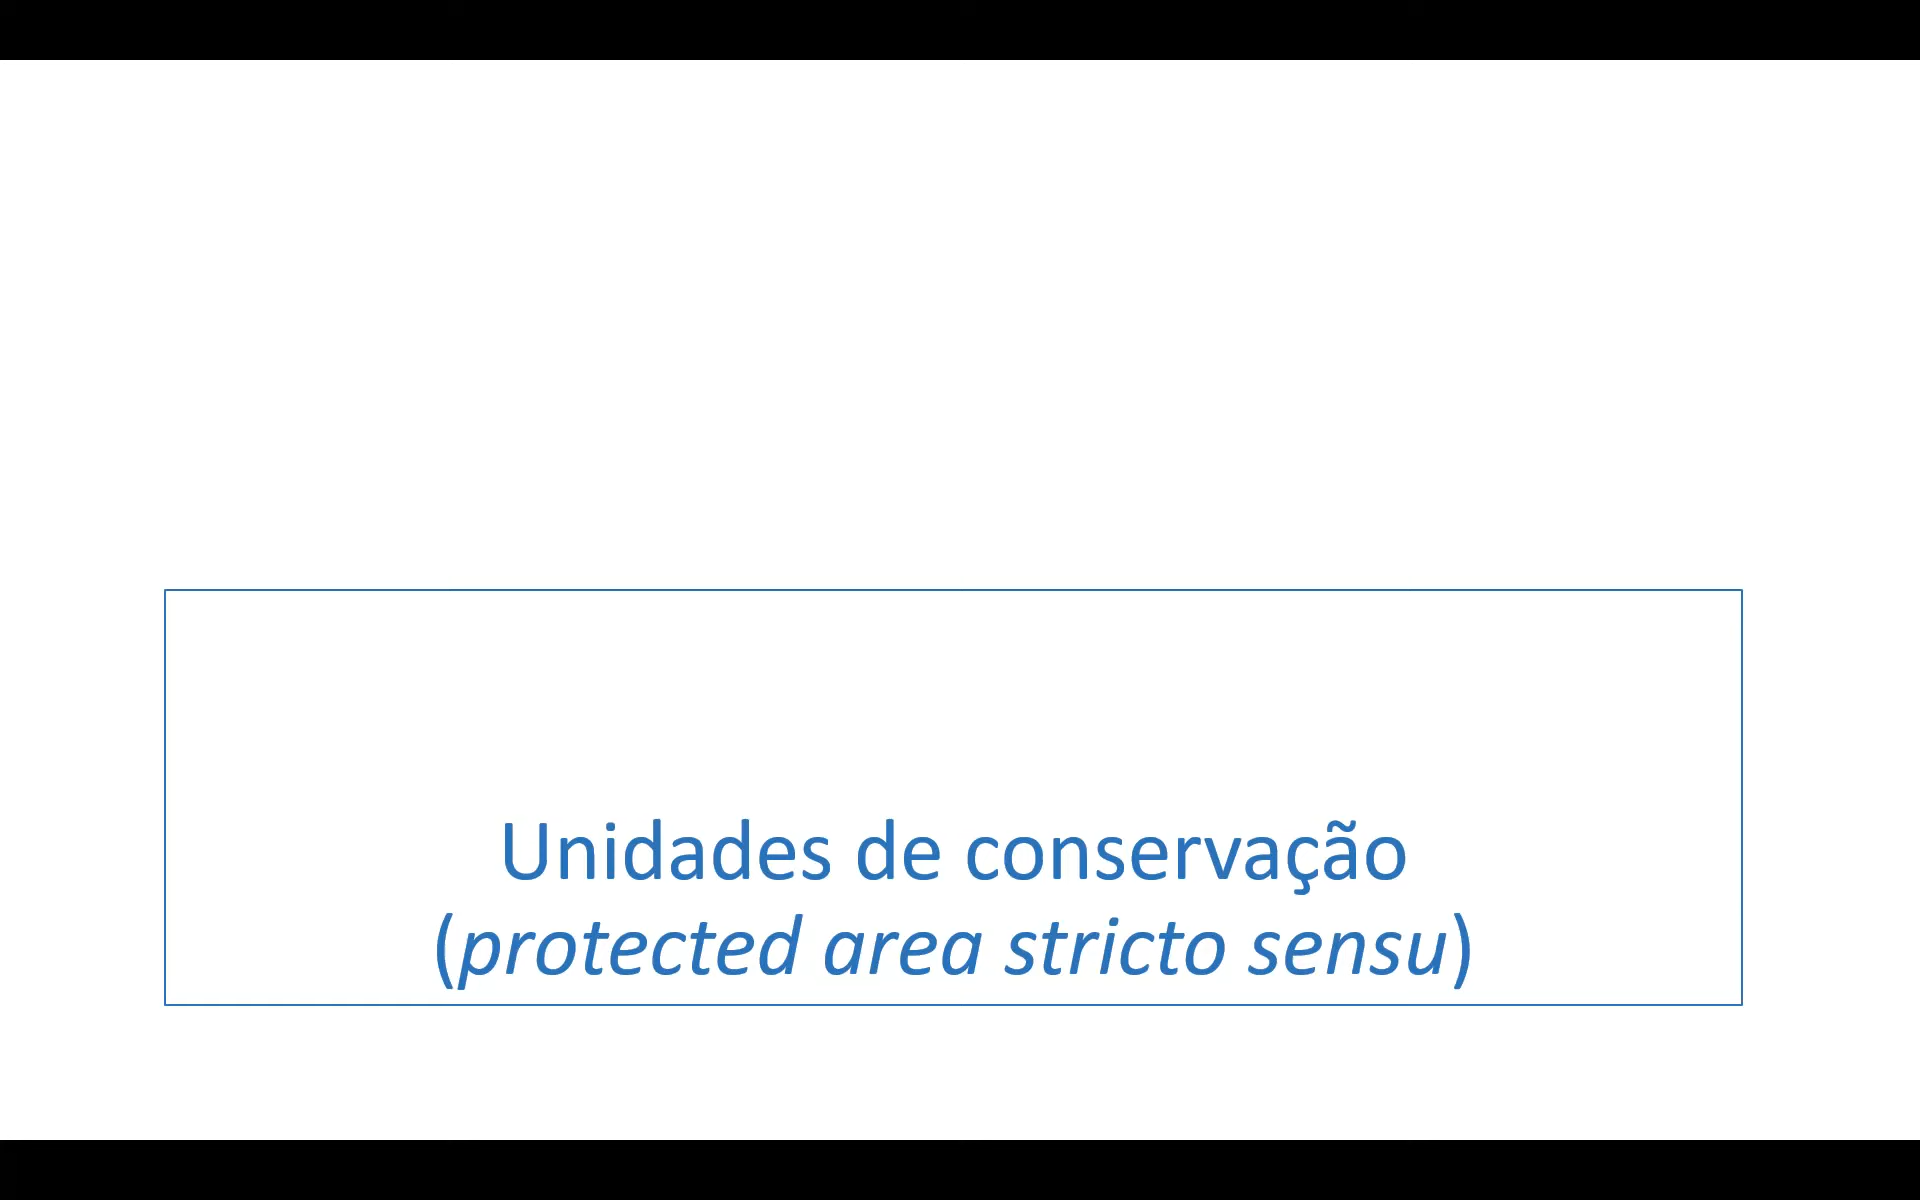 Unidades de conservação
(protected area stricto sensu)